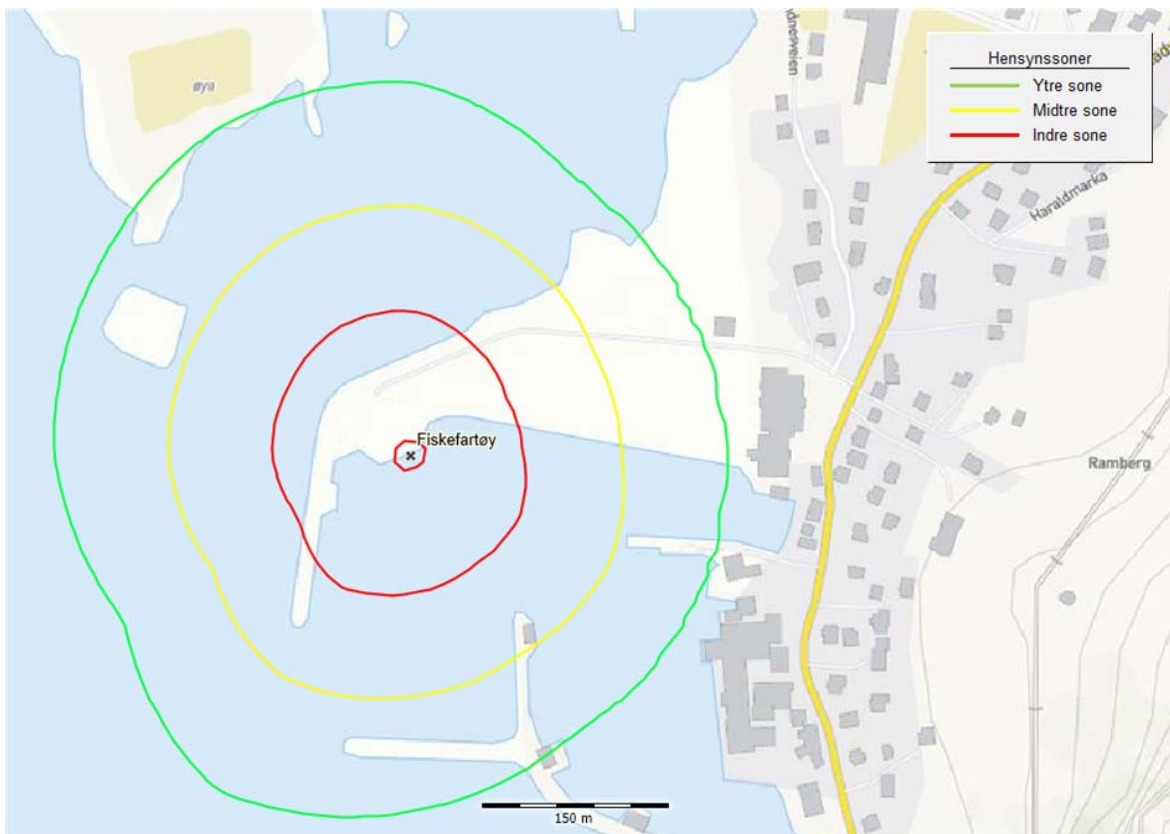 Hensynssoner
Ytre sone
Midtre sone
Indre sone
øya
Haraldmarka
Fiskefartøy
Ramberg
150 m